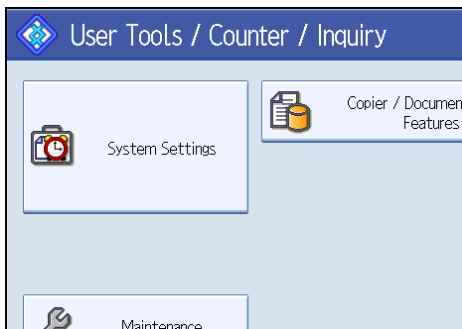 User Tools / Counter / Inquiry
System Settings
Copier / Documen
Features
Maintenance